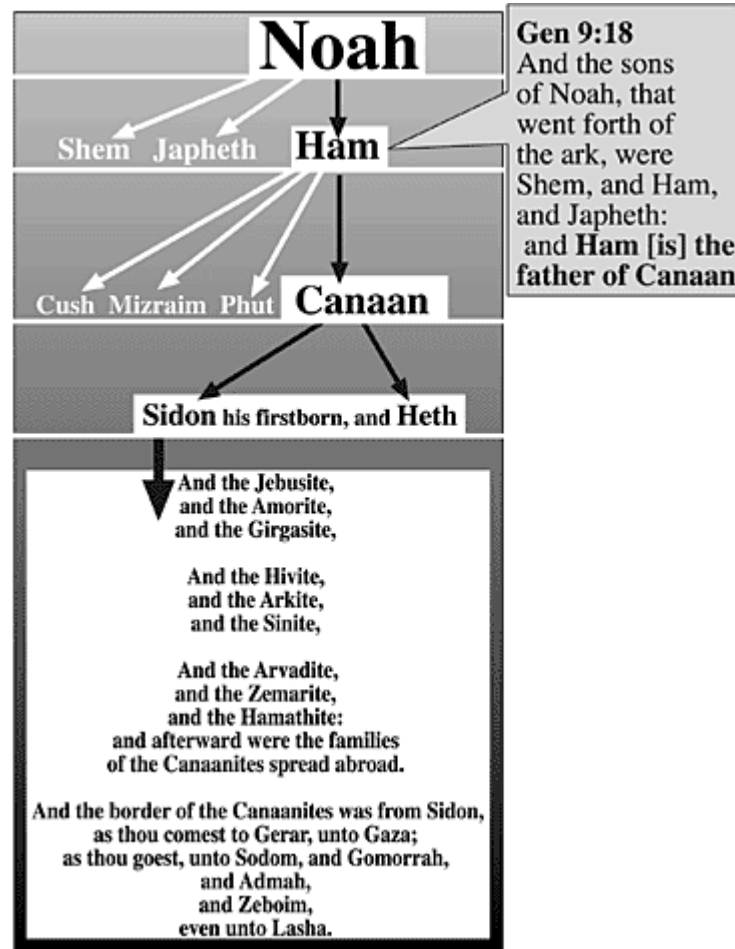 Noah
Gen 9:18
And the sons
of Noah, that
went forth of
the ark, were
Shem, and Ham,
and Japheth:
and Ham [is] the
father of Canaan
Shem Japheth Ham
Cush Mizraim Phut Canaan
Sidon his firstborn, and Heth
And the Jebusite,
and the Amorite,
and the Girgasite,
And the Hivite,
and the Arkite,
and the Sinite,
And the Arvadite,
and the Zemarite,
and the Hamathite:
and afterward were the families
of the Canaanites spread abroad.
And the border of the Canaanites was from Sidon,
as thou comest to Gerar, unto Gaza;
as thou goest, unto Sodom, and Gomorrah,
and Admah,
and Zeboim,
even unto Lasha.